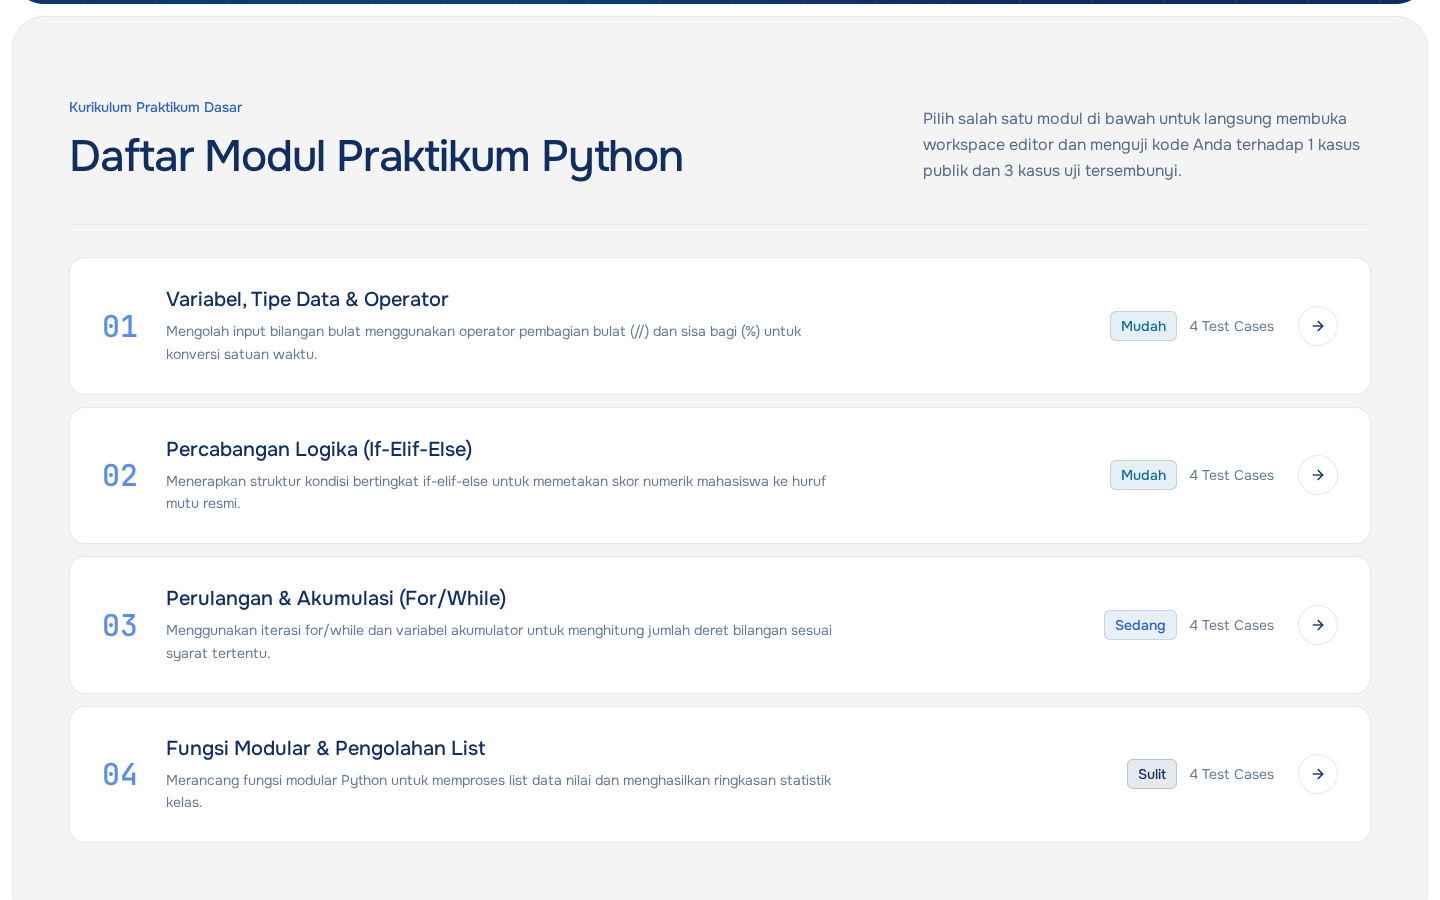 Kurikulum Praktikum Dasar
Daftar Modul Praktikum Python
Pilih salah satu modul di bawah untuk langsung membuka
workspace editor dan menguji kode Anda terhadap 1 kasus
publik dan 3 kasus uji tersembunyi.
01
Variabel, Tipe Data & Operator
Mengolah input bilangan bulat menggunakan operator pembagian bulat (//) dan sisa bagi (%) untuk
konversi satuan waktu.
Mudah
4 Test Cases
02
Percabangan Logika (If-Elif-Else)
Menerapkan struktur kondisi bertingkat if-elif-else untuk memetakan skor numerik mahasiswa ke huruf
mutu resmi.
Mudah
4 Test Cases
03
Perulangan & Akumulasi (For/While)
Menggunakan iterasi for/while dan variabel akumulator untuk menghitung jumlah deret bilangan sesuai
syarat tertentu.
Sedang
4 Test Cases
04
Fungsi Modular & Pengolahan List
Merancang fungsi modular Python untuk memproses list data nilai dan menghasilkan ringkasan statistik
kelas.
Sulit
4 Test Cases